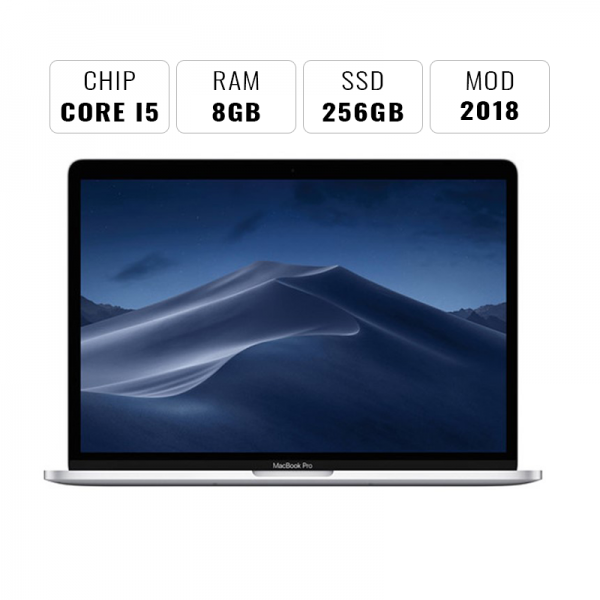 CHIP
CORE I5
RAM
8GB
SSD
256GB
MOD
2018
MacBook Pro